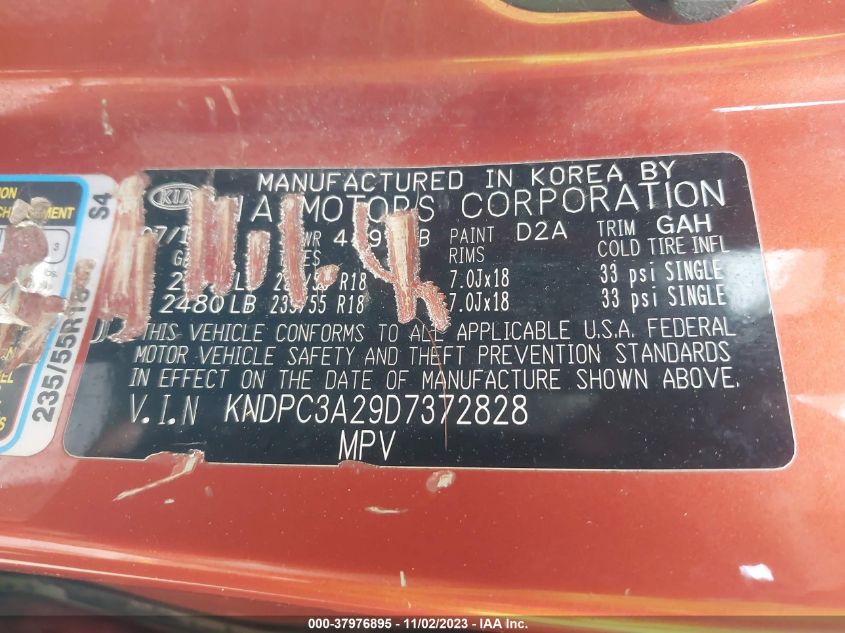 KIA
MANUFACTURED IN KOREA BY
MOTORS CORPORATION
PAINT D2A TRIM GAH
RIMS COLD TIRE INFL
R18 7.0Jx18 33 psi SINGLE
2480 LB 235/55 R18 7.0Jx18 33 psi SINGLE
THIS VEHICLE CONFORMS TO ALL APPLICABLE U.S.A. FEDERAL
MOTOR VEHICLE SAFETY AND THEFT PREVENTION STANDARDS
IN EFFECT ON THE DATE OF MANUFACTURE SHOWN ABOVE.
V.I.N KNDPC3A29D7372828
MPV
S4
235/55R18
000-37976895 - 11/02/2023 - IAA Inc.